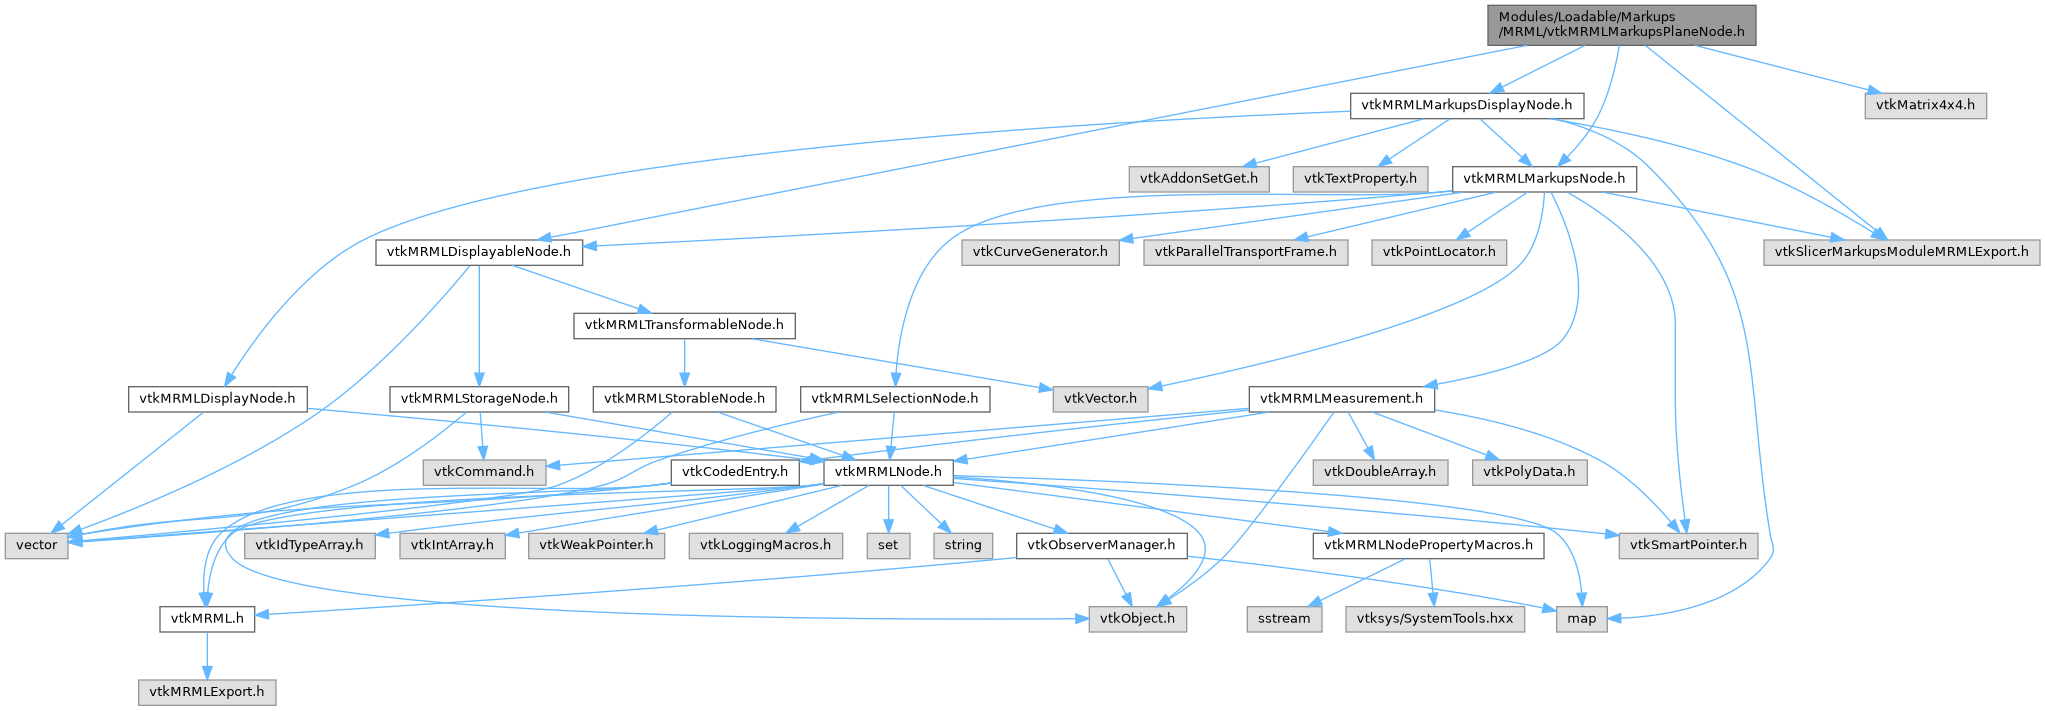 Modules/Loadable/Markups
/MRML/vtkMRMLMarkupsPlaneNode.h
vtkMRMLMarkupsDisplayNode.h
vtkMatrix4x4.h
vtkAddonSetGet.h
vtkTextProperty.h
vtkMRMLMarkupsNode.h
vtkMRMLDisplayableNode.h
vtkCurveGenerator.h
vtkParallelTransportFrame.h
vtkPointLocator.h
vtkSlicerMarkupsModuleMRMLExport.h
vtkMRMLTransformableNode.h
vtkMRMLDisplayNode.h
vtkMRMLStorageNode.h
vtkMRMLStorableNode.h
vtkMRMLSelectionNode.h
vtkVector.h
vtkMRMLMeasurement.h
vtkCommand.h
vtkCodedEntry.h
vtkMRMLNode.h
vtkDoubleArray.h
vtkPolyData.h
vector
vtkIdTypeArray.h
vtkIntArray.h
vtkWeakPointer.h
vtkLoggingMacros.h
set
string
vtkObserverManager.h
vtkMRMLNodePropertyMacros.h
vtkSmartPointer.h
vtkMRML.h
vtkObject.h
sstream
vtksys/SystemTools.hxx
map
vtkMRMLExport.h